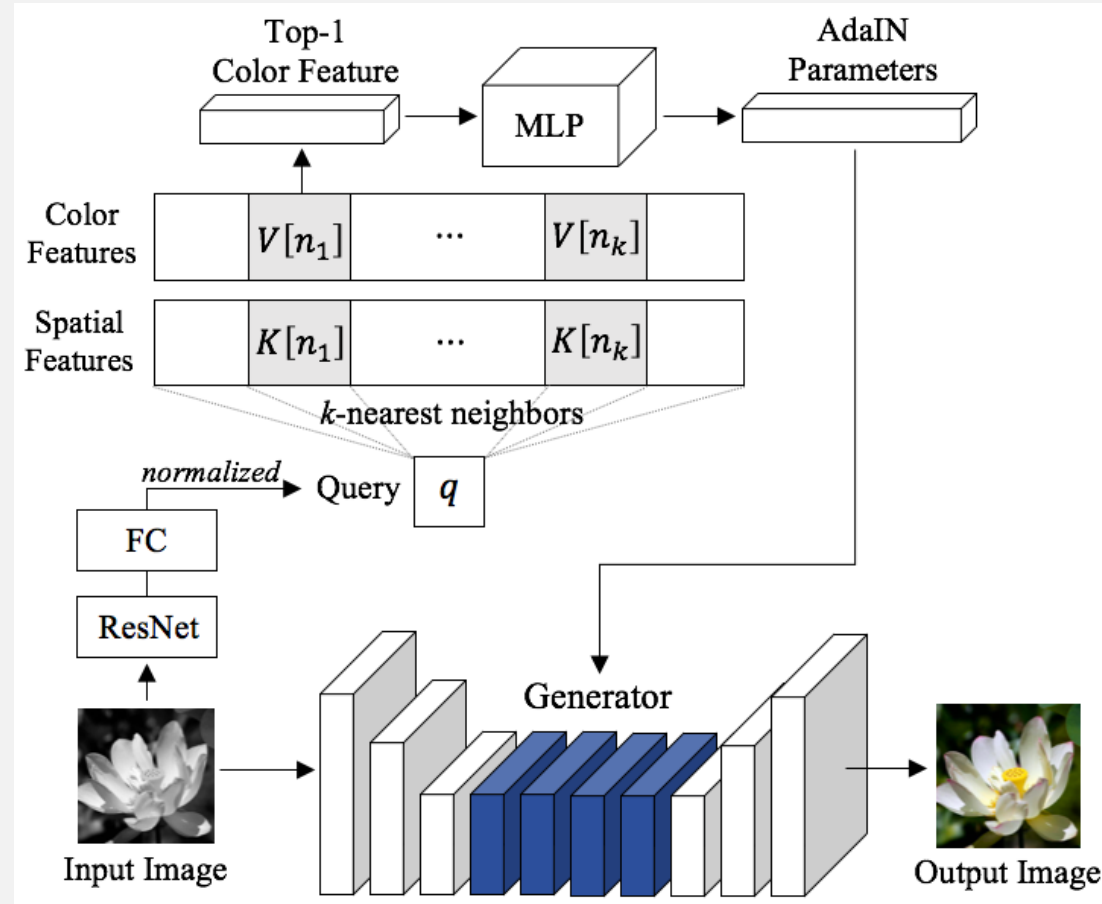 Top-1
Color Feature
AdaIN
Parameters
MLP
Color
Features
V[n₁]
...
V[nₖ]
Spatial
Features
K[n₁]
...
K[nₖ]
k-nearest neighbors
normalized
Query
q
FC
ResNet
Generator
Input Image
Output Image